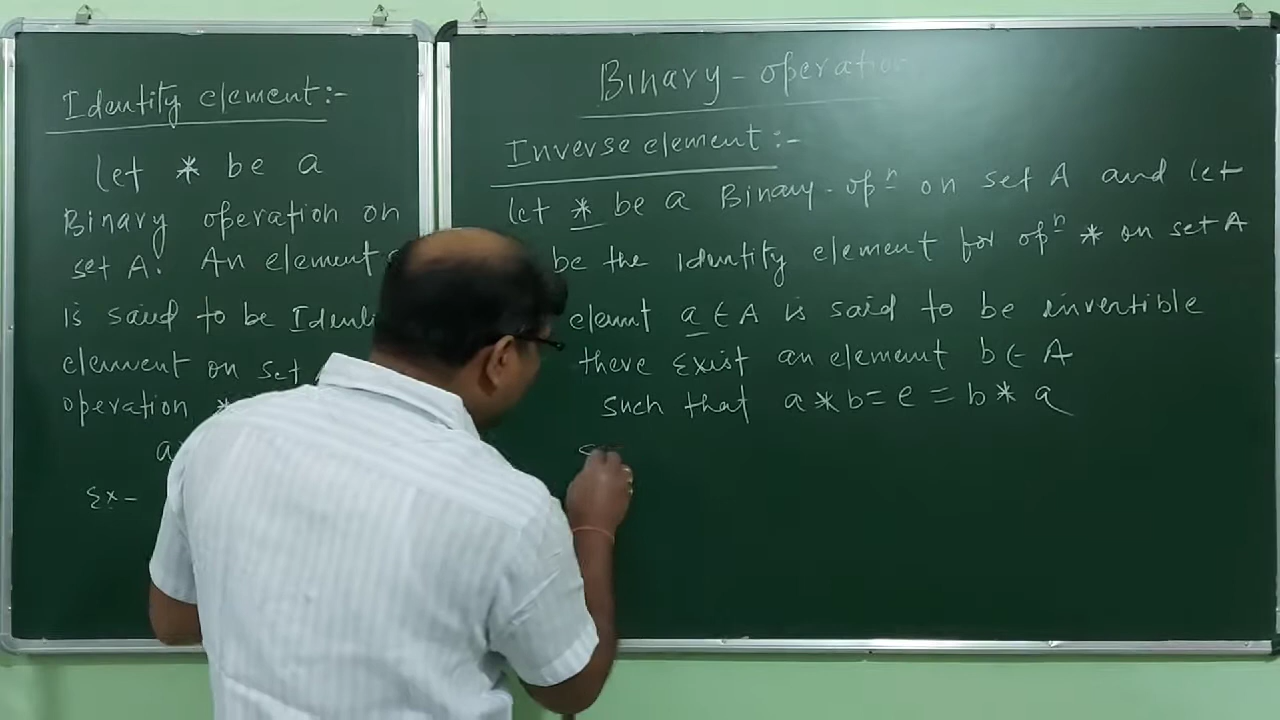 Identity element:-
let * be a
Binary operation on
set A. An element
is said to be
element on set
operation *
Ex-
Binary - operation
Inverse element :-
let * be a Binary - opn on set A and let
be the Identity element for opn * on set A
elemnt a ∈ A is said to be invertible
there Exist an element b ∈ A
such that a * b = e = b * a